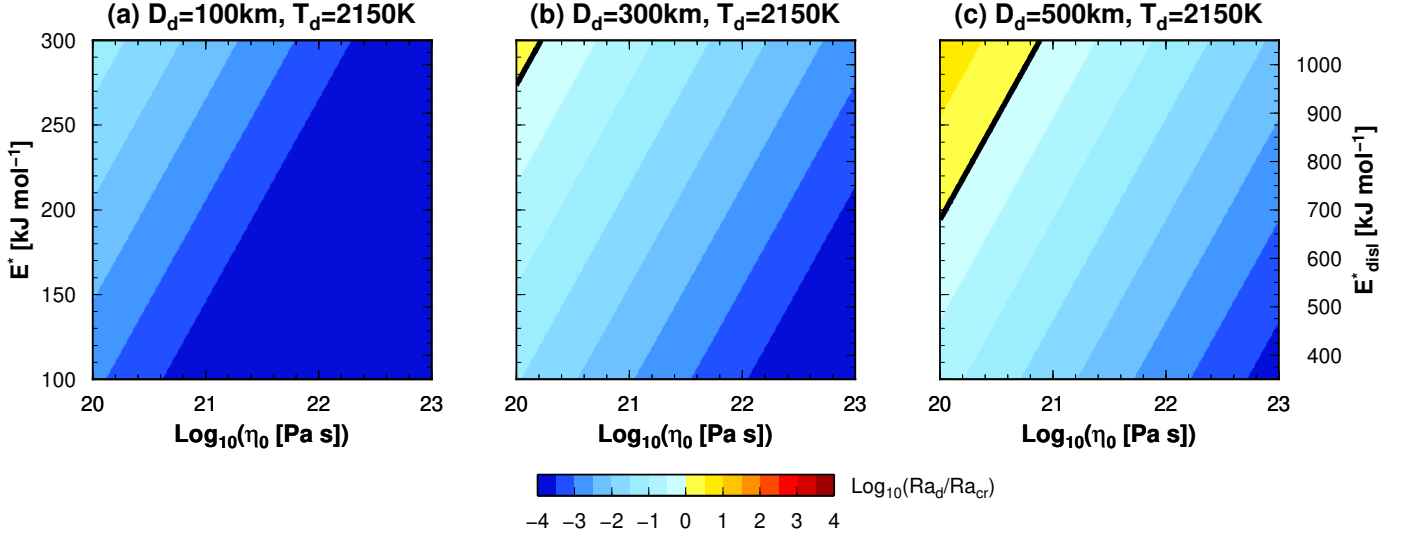 (a) D_d=100km, T_d=2150K
(b) D_d=300km, T_d=2150K
(c) D_d=500km, T_d=2150K
E* [kJ mol⁻¹]
300
250
200
150
100
20 21 22 23
Log₁₀(η₀ [Pa s])
20 21 22 23
Log₁₀(η₀ [Pa s])
20 21 22 23
Log₁₀(η₀ [Pa s])
1000
900
800
700
600
500
400
E*_disl [kJ mol⁻¹]
−4 −3 −2 −1 0 1 2 3 4
Log₁₀(Ra_d/Ra_cr)